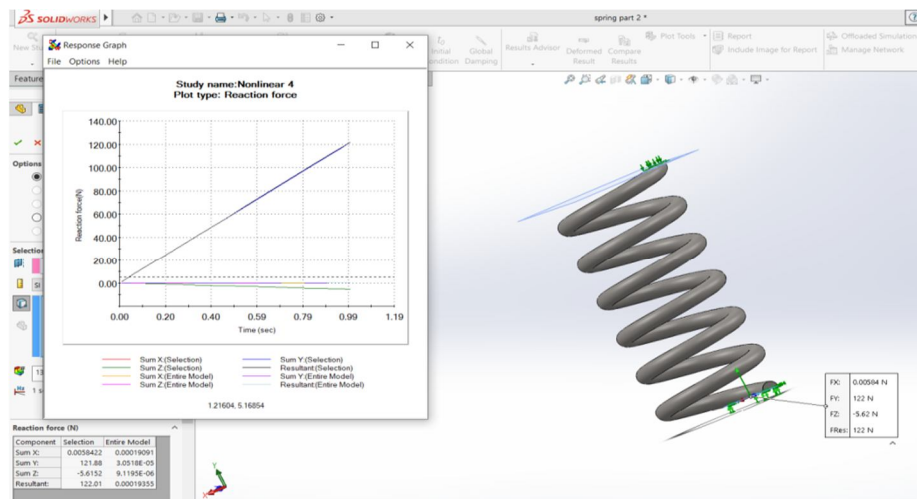 SOLIDWORKS
spring part 2 *
New Stu
Initial
ondition
Global
Damping
Results Advisor
Deformed
Result
Compare
Results
Plot Tools
Report
Include Image for Report
Offloaded Simulation
Manage Network
Feature
Response Graph
File Options Help
Study name:Nonlinear 4
Plot type: Reaction force
140.00
120.00
100.00
80.00
60.00
40.00
20.00
0.00
Reaction force(N)
0.00 0.20 0.40 0.59 0.79 0.99 1.19
Time (sec)
Sum X:(Selection) Sum Y:(Selection)
Sum Z:(Selection) Resultant:(Selection)
Sum X:(Entire Model) Sum Y:(Entire Model)
Sum Z:(Entire Model) Resultant:(Entire Model)
1.21604, 5.16854
Options
Selection
SI
13
1 s
Reaction force (N)
Component Selection Entire Model
Sum X: 0.0058422 0.00019091
Sum Y: 121.88 3.0518E-05
Sum Z: -5.6152 9.1195E-06
Resultant: 122.01 0.00019355
FX: 0.00584 N
FY: 122 N
FZ: -5.62 N
FRes: 122 N
Y
X